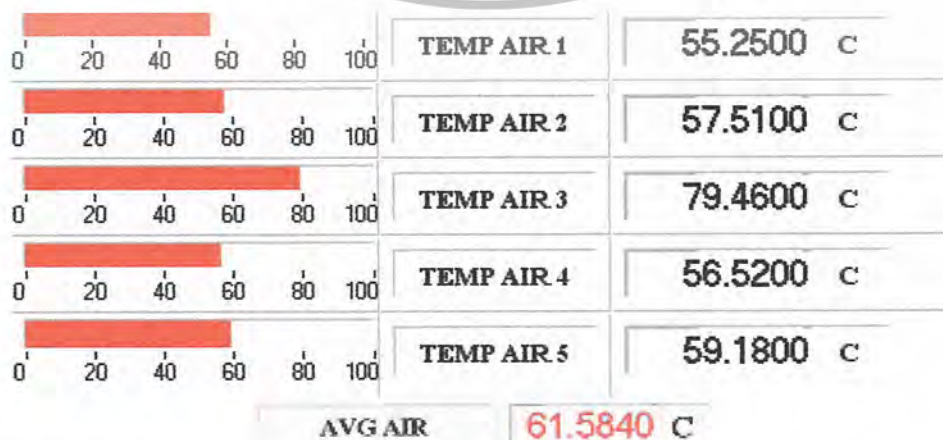 0 20 40 60 80 100 TEMP AIR 1 55.2500 C
0 20 40 60 80 100 TEMP AIR 2 57.5100 C
0 20 40 60 80 100 TEMP AIR 3 79.4600 C
0 20 40 60 80 100 TEMP AIR 4 56.5200 C
0 20 40 60 80 100 TEMP AIR 5 59.1800 C
AVG AIR 61.5840 C